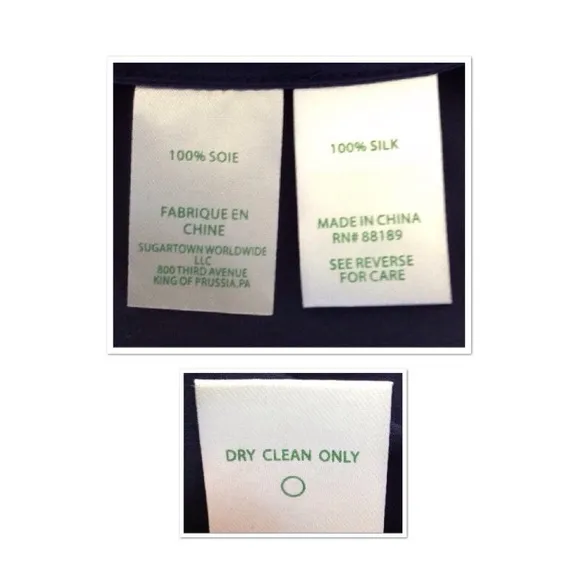 100% SOIE
FABRIQUE EN
CHINE
SUGARTOWN WORLDWIDE
LLC
800 THIRD AVENUE
KING OF PRUSSIA,PA
100% SILK
MADE IN CHINA
RN# 88189
SEE REVERSE
FOR CARE
DRY CLEAN ONLY